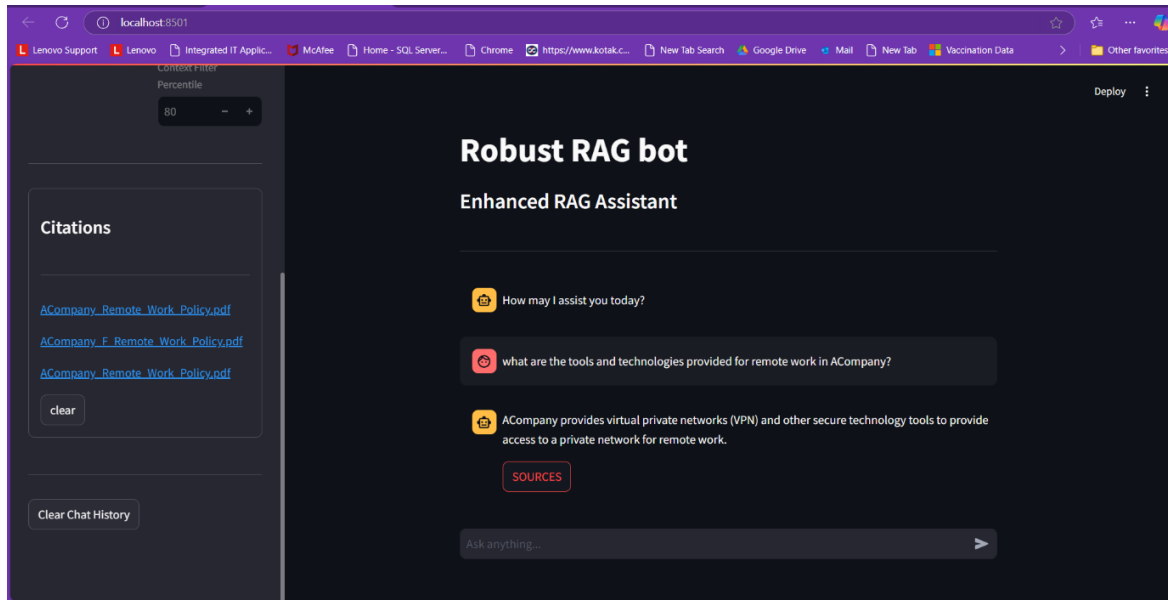 localhost:8501
Lenovo Support Lenovo Integrated IT Applic... McAfee Home - SQL Server... Chrome https://www.kotak.c... New Tab Search Google Drive Mail New Tab Vaccination Data Other favorites
Context Filter
Percentile
80 − +
Citations
ACompany_Remote_Work_Policy.pdf
ACompany_F_Remote_Work_Policy.pdf
ACompany_Remote_Work_Policy.pdf
clear
Clear Chat History
Deploy
Robust RAG bot
Enhanced RAG Assistant
How may I assist you today?
what are the tools and technologies provided for remote work in ACompany?
ACompany provides virtual private networks (VPN) and other secure technology tools to provide
access to a private network for remote work.
SOURCES
Ask anything...